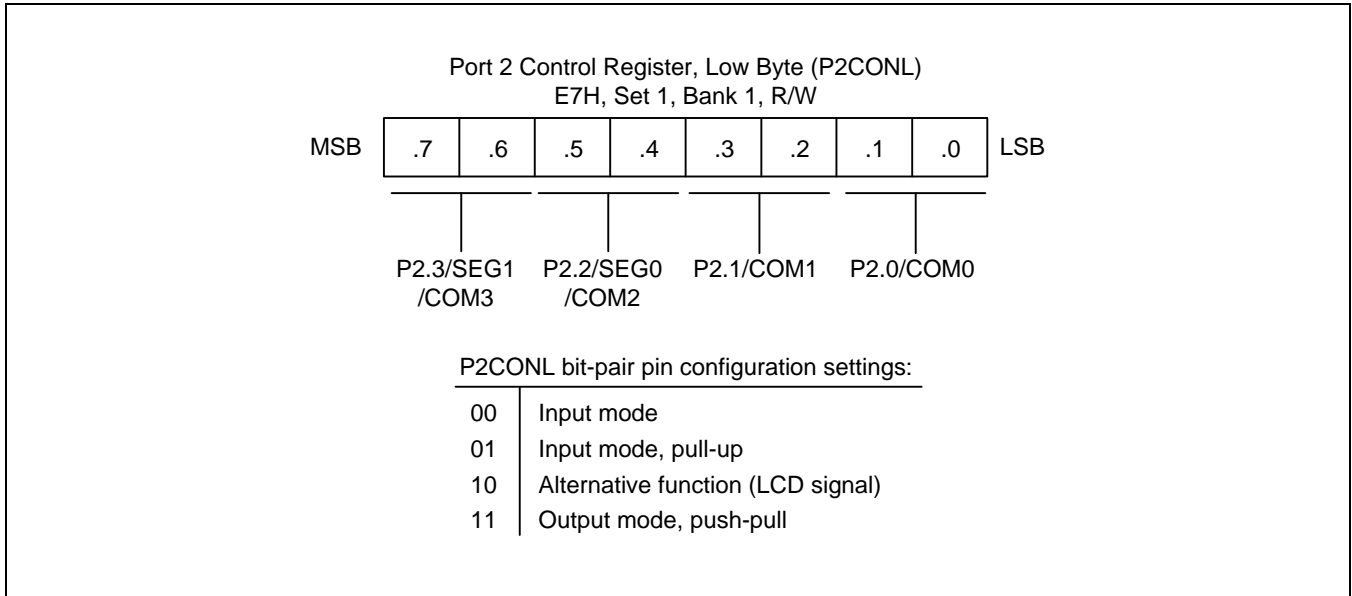 Port 2 Control Register, Low Byte (P2CONL)
E7H, Set 1, Bank 1, R/W
MSB .7 .6 .5 .4 .3 .2 .1 .0 LSB
P2.3/SEG1 P2.2/SEG0 P2.1/COM1 P2.0/COM0
/COM3 /COM2
P2CONL bit-pair pin configuration settings:
00 Input mode
01 Input mode, pull-up
10 Alternative function (LCD signal)
11 Output mode, push-pull